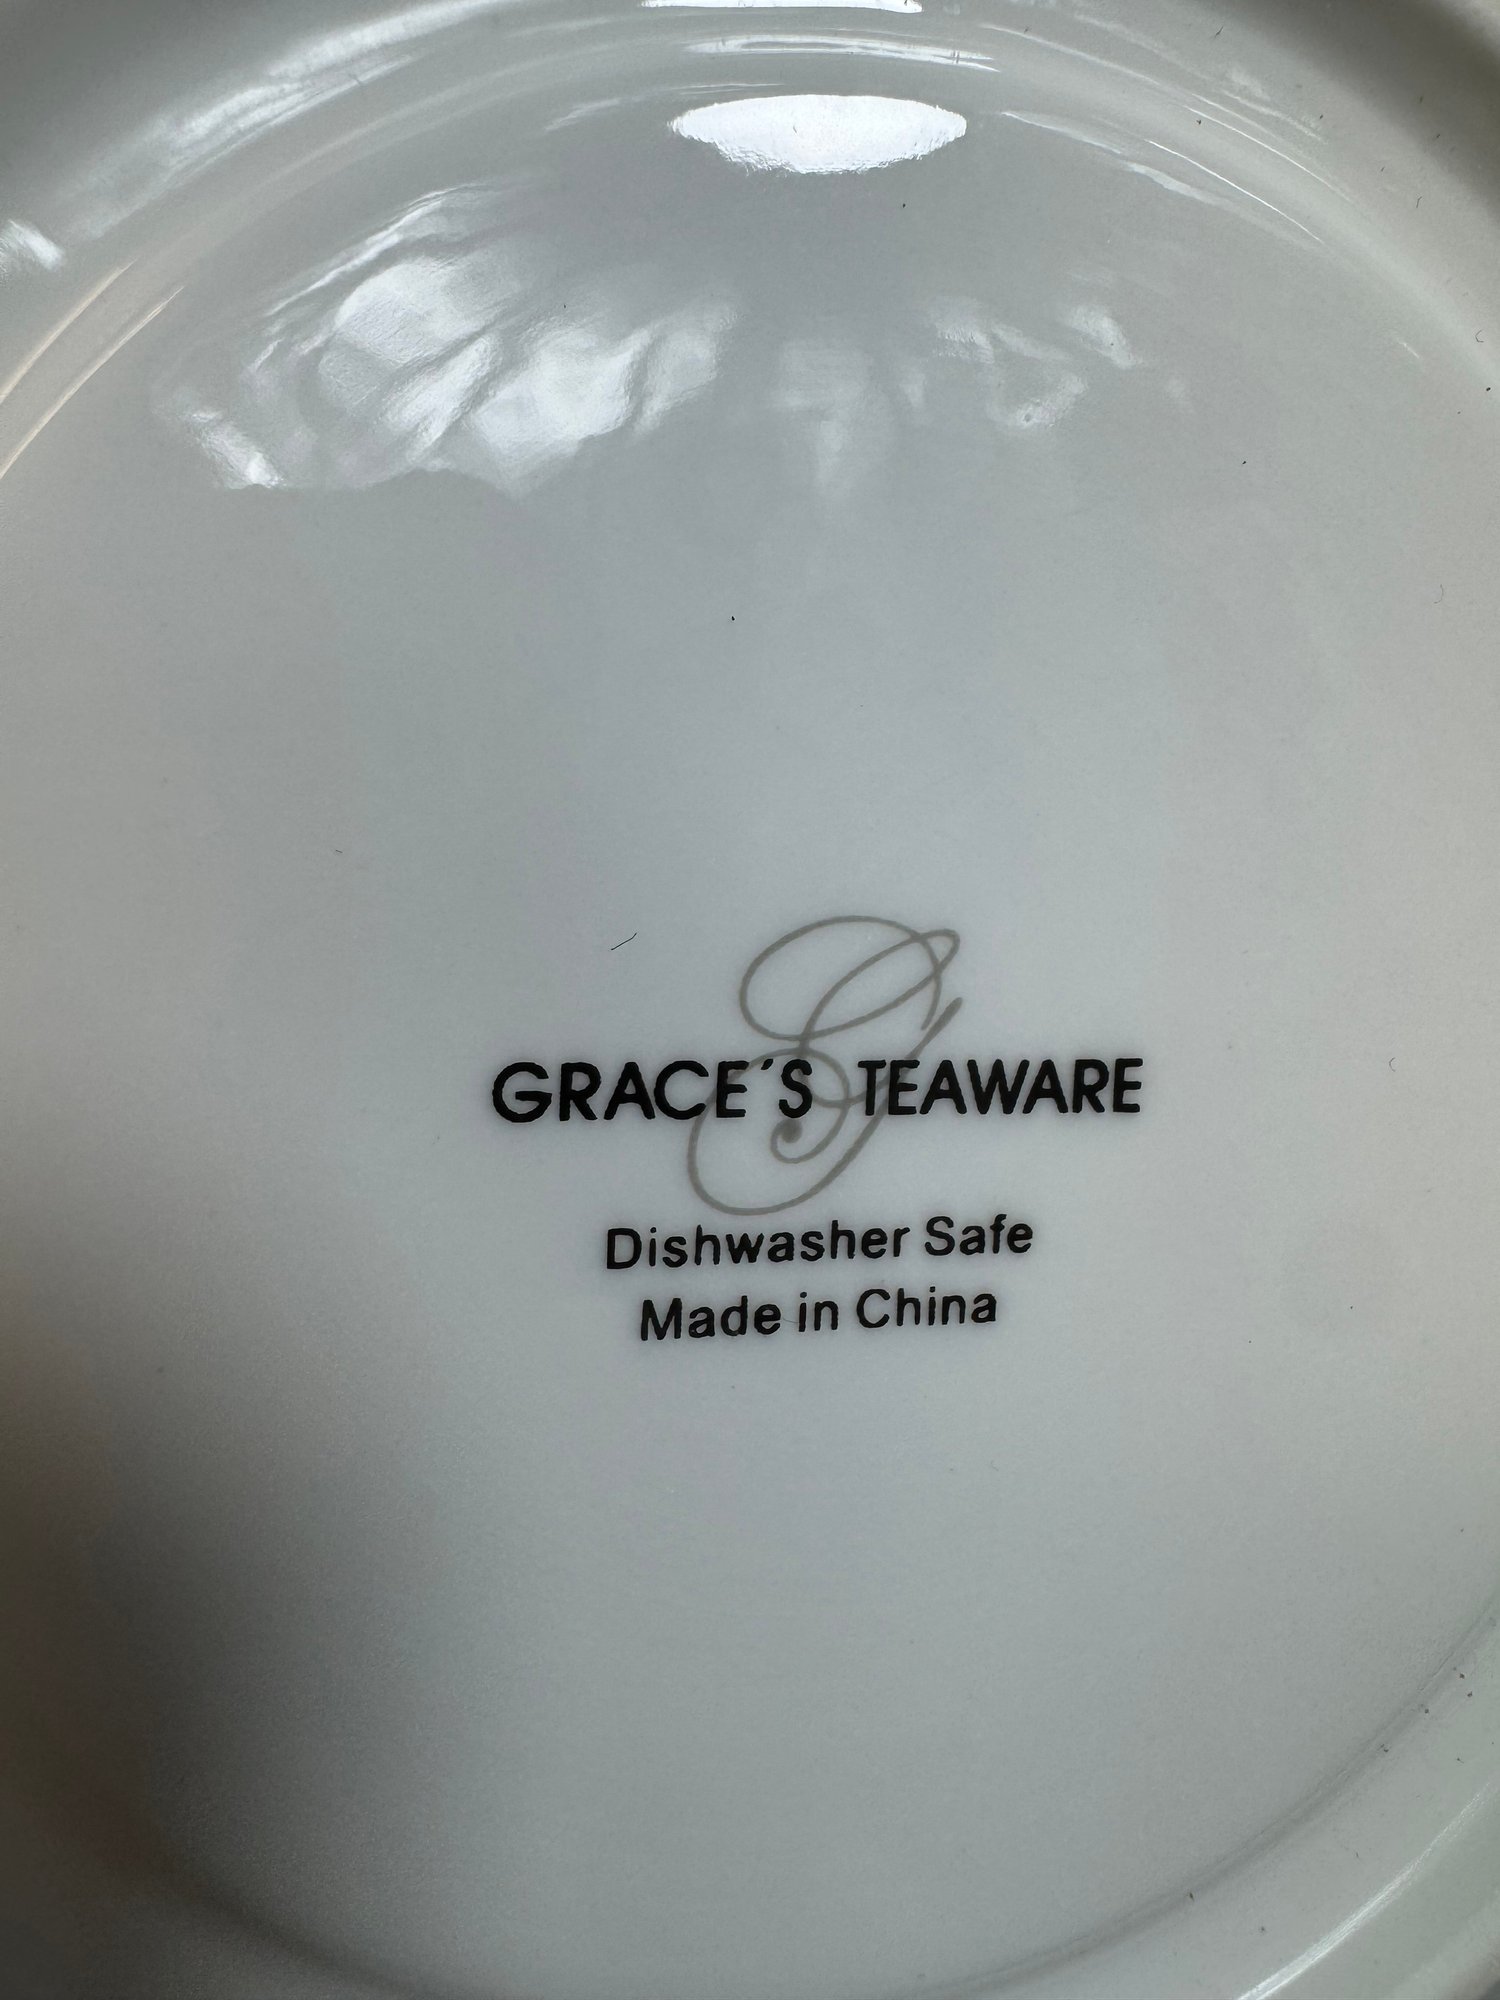 G
GRACE´S TEAWARE
Dishwasher Safe
Made in China